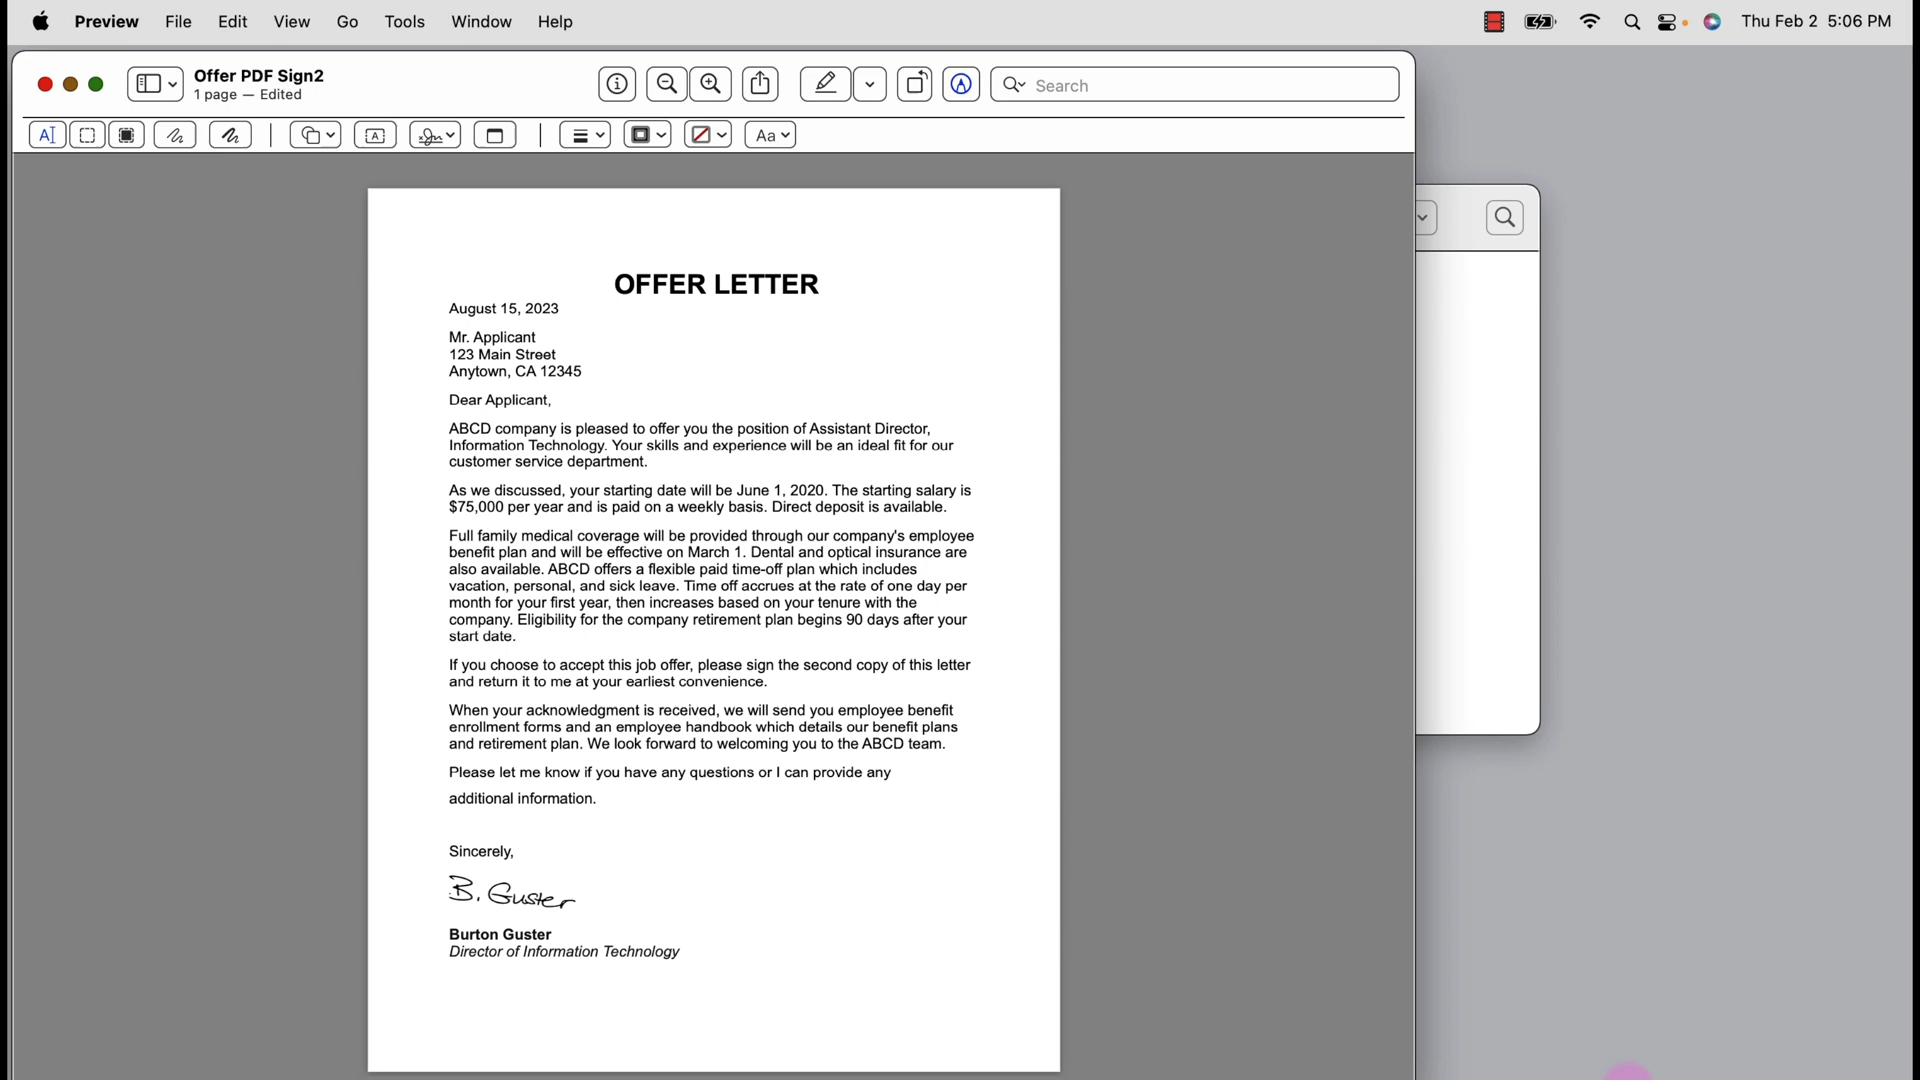 Preview File Edit View Go Tools Window Help Thu Feb 2 5:06 PM
Offer PDF Sign2
1 page — Edited
Search
A A Aa
OFFER LETTER
August 15, 2023
Mr. Applicant
123 Main Street
Anytown, CA 12345
Dear Applicant,
ABCD company is pleased to offer you the position of Assistant Director,
Information Technology. Your skills and experience will be an ideal fit for our
customer service department.
As we discussed, your starting date will be June 1, 2020. The starting salary is
$75,000 per year and is paid on a weekly basis. Direct deposit is available.
Full family medical coverage will be provided through our company's employee
benefit plan and will be effective on March 1. Dental and optical insurance are
also available. ABCD offers a flexible paid time-off plan which includes
vacation, personal, and sick leave. Time off accrues at the rate of one day per
month for your first year, then increases based on your tenure with the
company. Eligibility for the company retirement plan begins 90 days after your
start date.
If you choose to accept this job offer, please sign the second copy of this letter
and return it to me at your earliest convenience.
When your acknowledgment is received, we will send you employee benefit
enrollment forms and an employee handbook which details our benefit plans
and retirement plan. We look forward to welcoming you to the ABCD team.
Please let me know if you have any questions or I can provide any
additional information.
Sincerely,
B. Guster
Burton Guster
Director of Information Technology